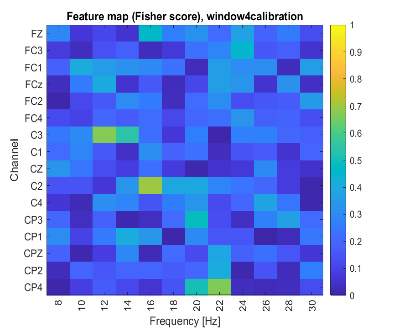 Feature map (Fisher score), window4calibration
Channel
FZ
FC3
FC1
FCz
FC2
FC4
C3
C1
CZ
C2
C4
CP3
CP1
CPZ
CP2
CP4
8 10 12 14 16 18 20 22 24 26 28 30
Frequency [Hz]
1
0.9
0.8
0.7
0.6
0.5
0.4
0.3
0.2
0.1
0